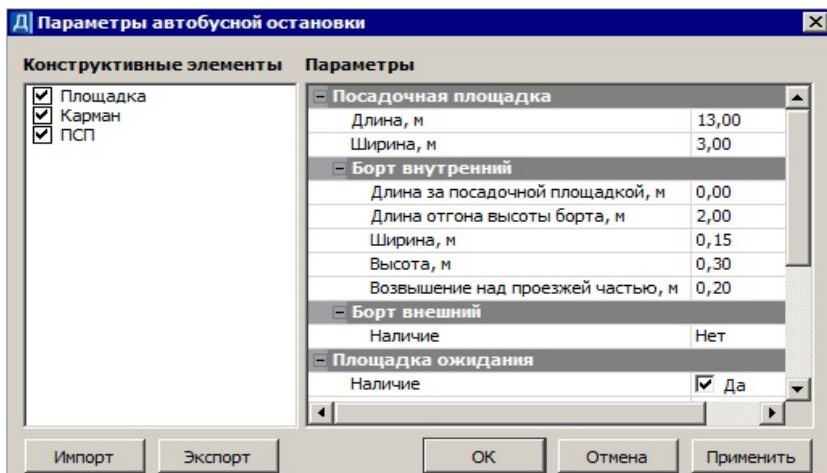 Д Параметры автобусной остановки
Конструктивные элементы Параметры
Площадка
Карман
ПСП
Посадочная площадка
Длина, м 13,00
Ширина, м 3,00
Борт внутренний
Длина за посадочной площадкой, м 0,00
Длина отгона высоты борта, м 2,00
Ширина, м 0,15
Высота, м 0,30
Возвышение над проезжей частью, м 0,20
Борт внешний
Наличие Нет
Площадка ожидания
Наличие Да
Импорт Экспорт ОК Отмена Применить